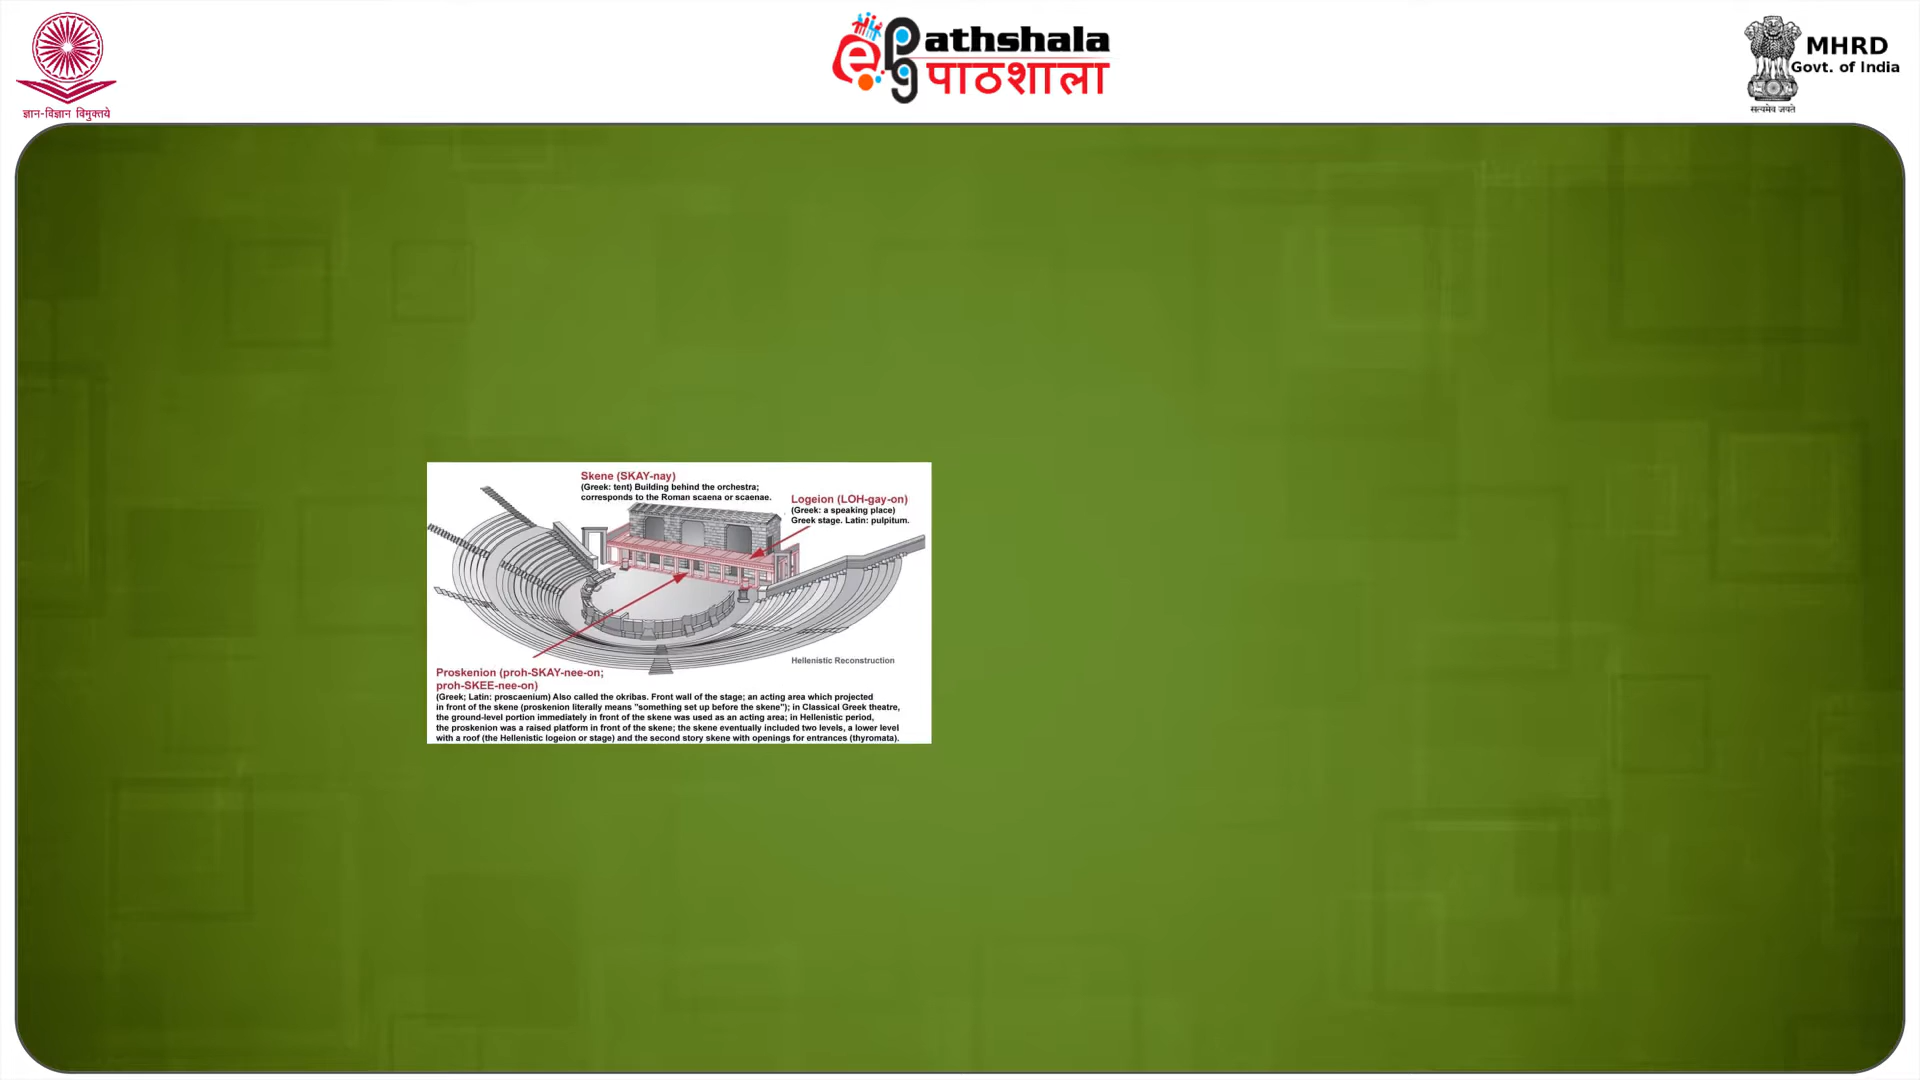 ज्ञान-विज्ञान विमुक्तये
e
pg
athshala
पाठशाला
MHRD
Govt. of India
सत्यमेव जयते
Skene (SKAY-nay)
(Greek: tent) Building behind the orchestra;
corresponds to the Roman scaena or scaenae.
Logeion (LOH-gay-on)
(Greek: a speaking place)
Greek stage. Latin: pulpitum.
Hellenistic Reconstruction
Proskenion (proh-SKAY-nee-on;
proh-SKEE-nee-on)
(Greek; Latin: proscaenium) Also called the okribas. Front wall of the stage; an acting area which projected
in front of the skene (proskenion literally means "something set up before the skene"); in Classical Greek theatre,
the ground-level portion immediately in front of the skene was used as an acting area; in Hellenistic period,
the proskenion was a raised platform in front of the skene; the skene eventually included two levels, a lower level
with a roof (the Hellenistic logeion or stage) and the second story skene with openings for entrances (thyromata).